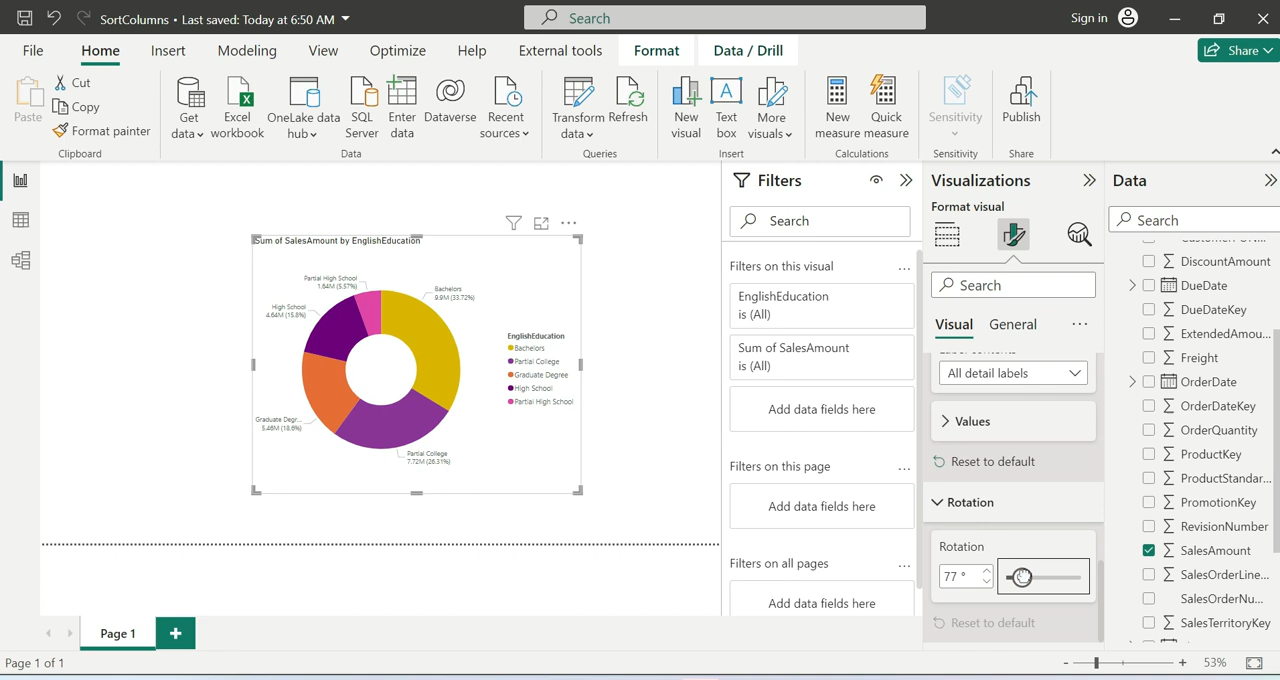 SortColumns • Last saved: Today at 6:50 AM
Search
Sign in
File Home Insert Modeling View Optimize Help External tools Format Data / Drill
Share
Paste
Cut
Copy
Format painter
Clipboard
Get data
Excel workbook
OneLake data hub
SQL Server
Enter data
Dataverse
Recent sources
Data
Transform data
Refresh
Queries
New visual
Text box
More visuals
Insert
New measure
Quick measure
Calculations
Sensitivity
Sensitivity
Publish
Share
Sum of SalesAmount by EnglishEducation
Partial High School
1.64M (5.57%)
Bachelors
9.9M (33.72%)
High School
4.64M (15.8%)
Graduate Degr...
5.46M (18.6%)
Partial College
7.72M (26.31%)
EnglishEducation
Bachelors
Partial College
Graduate Degree
High School
Partial High School
Page 1
Page 1 of 1
Filters
Search
Filters on this visual
...
EnglishEducation
is (All)
Sum of SalesAmount
is (All)
Add data fields here
Filters on this page
...
Add data fields here
Filters on all pages
...
Add data fields here
Visualizations
Format visual
Search
Visual General
...
All detail labels
Values
Reset to default
Rotation
Rotation
77 °
Reset to default
Data
Search
DiscountAmount
DueDate
DueDateKey
ExtendedAmou...
Freight
OrderDate
OrderDateKey
OrderQuantity
ProductKey
ProductStandar...
PromotionKey
RevisionNumber
SalesAmount
SalesOrderLine...
SalesOrderNu...
SalesTerritoryKey
- + 53%